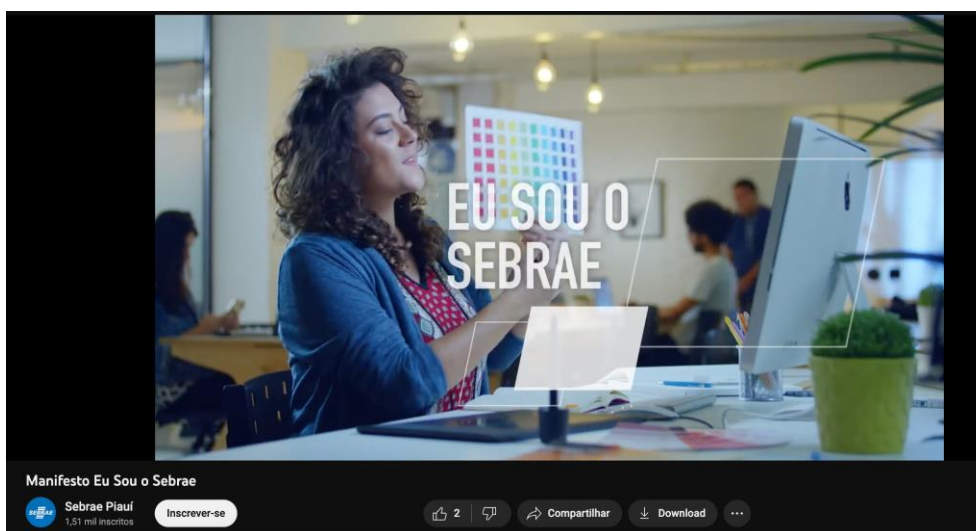 EU SOU O
SEBRAE
Manifesto Eu Sou o Sebrae
SEBRAE
Sebrae Piauí
1,51 mil inscritos
Inscrever-se
2
Compartilhar
Download